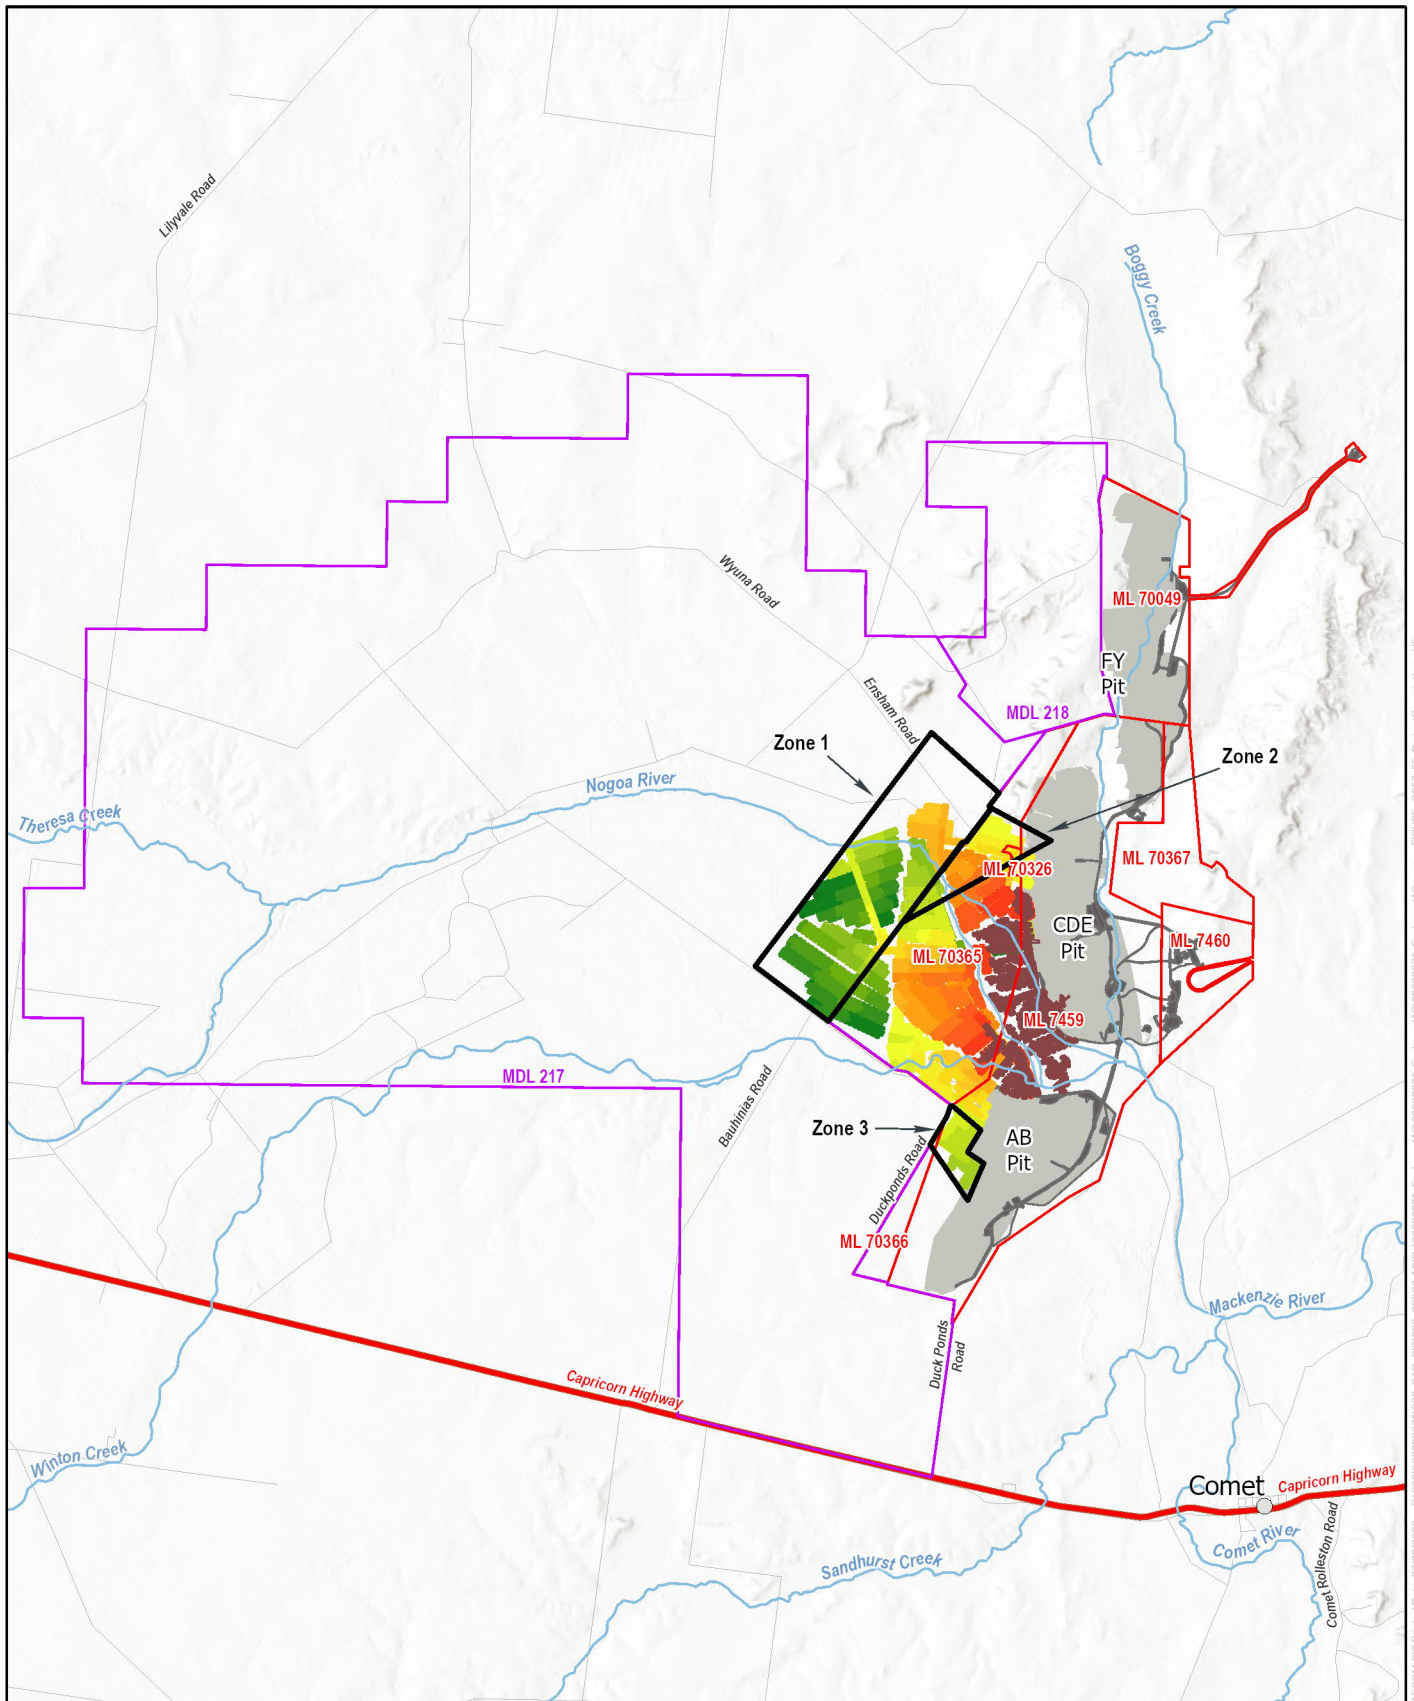 Lilyvale Road
Boggy Creek
Wyuna Road
ML 70049
FY
Pit
Ensham Road
MDL 218
Zone 1
Zone 2
Nogoa River
Theresa Creek
ML 70326
ML 70367
CDE
Pit
ML 7460
ML 70365
ML 7459
MDL 217
Bauhinias Road
Zone 3
AB
Pit
Duckponds Road
ML 70366
Mackenzie River
Duck Ponds
Road
Capricorn Highway
Winton Creek
Comet
Capricorn Highway
Comet River
Sandhurst Creek
Comet Rolleston Road